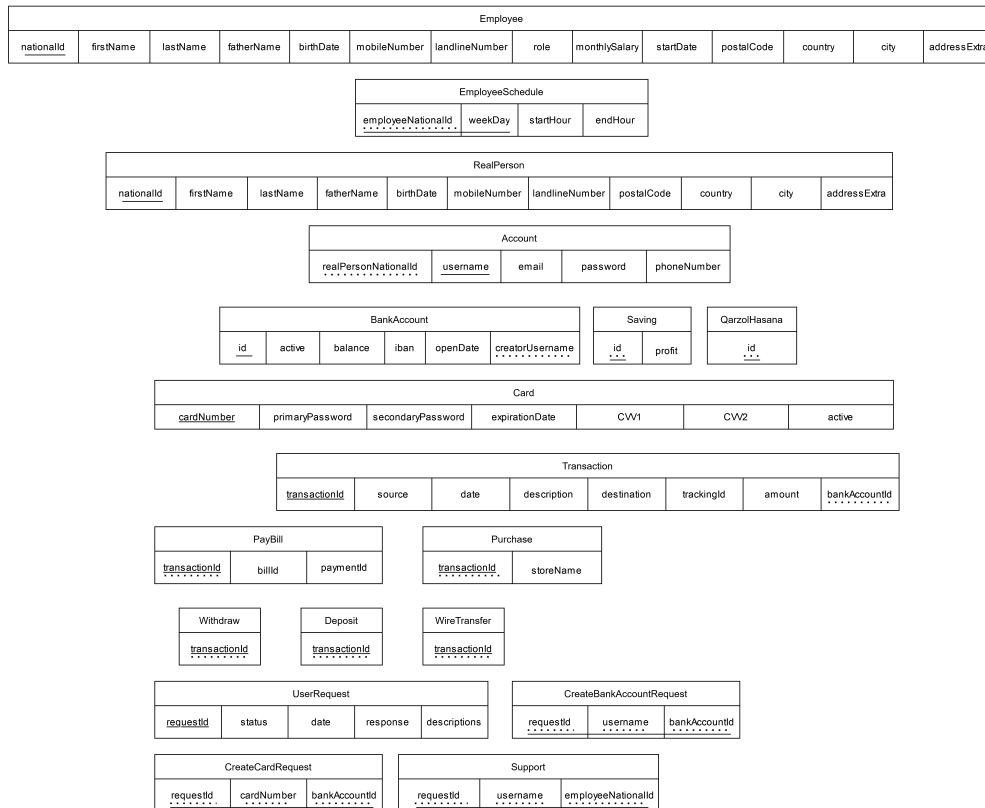 Employee
nationalId firstName lastName fatherName birthDate mobileNumber landlineNumber role monthlySalary startDate postalCode country city addressExtra
EmployeeSchedule
employeeNationalId weekDay startHour endHour
RealPerson
nationalId firstName lastName fatherName birthDate mobileNumber landlineNumber postalCode country city addressExtra
Account
realPersonNationalId username email password phoneNumber
BankAccount Saving QarzolHasana
id active balance iban openDate creatorUsername id profit id
Card
cardNumber primaryPassword secondaryPassword expirationDate CVV1 CVV2 active
Transaction
transactionId source date description destination trackingId amount bankAccountId
PayBill Purchase
transactionId billId paymentId transactionId storeName
Withdraw Deposit WireTransfer
transactionId transactionId transactionId
UserRequest CreateBankAccountRequest
requestId status date response descriptions requestId username bankAccountId
CreateCardRequest Support
requestId cardNumber bankAccountId requestId username employeeNationalId